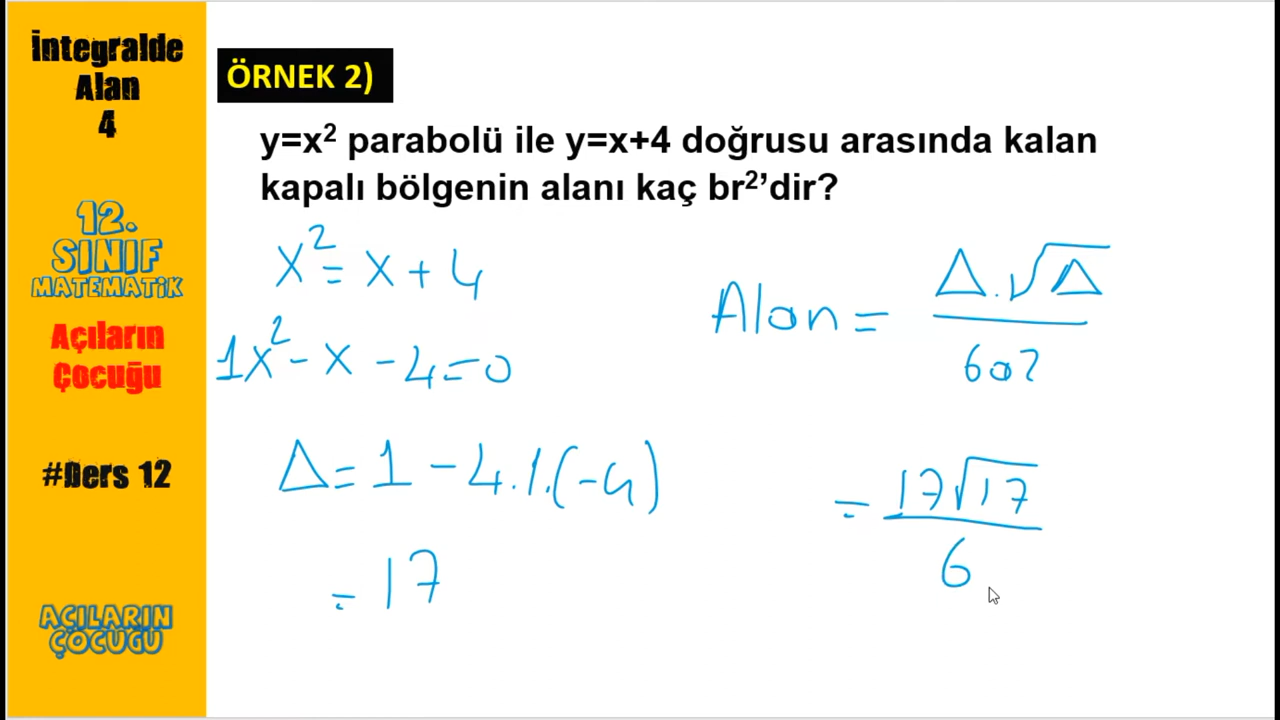 İntegralde
Alan
4
12.
SINIF
MATEMATİK
Açıların
Çocuğu
#Ders 12
AÇILARIN
ÇOCUĞU
ÖRNEK 2)
y=x² parabolü ile y=x+4 doğrusu arasında kalan
kapalı bölgenin alanı kaç br²’dir?
x² = x + 4
1x² - x - 4 = 0
Δ = 1 - 4.1.(-4)
= 17
Alan = Δ.√Δ / 6a²
= 17√17 / 6